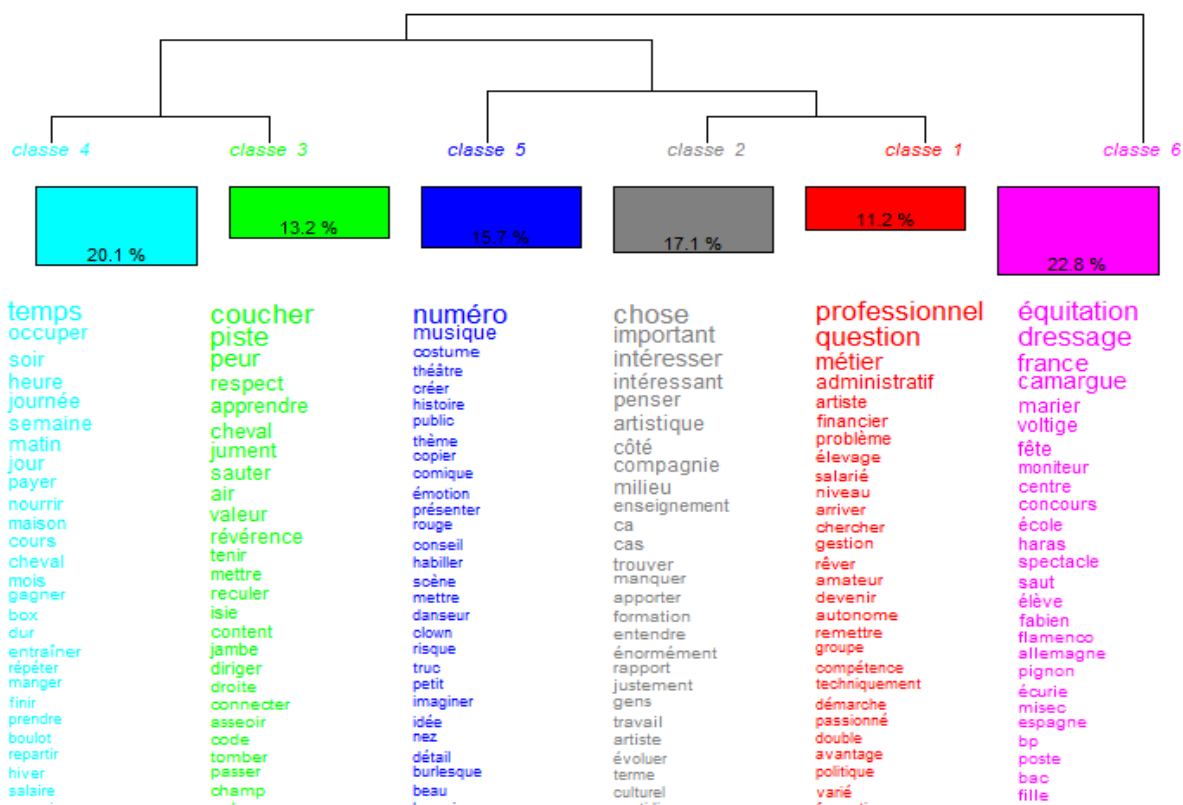 classe 4
classe 3
classe 5
classe 2
classe 1
classe 6
20.1 %
13.2 %
15.7 %
17.1 %
11.2 %
22.8 %
temps
occuper
soir
heure
journée
semaine
matin
jour
payer
nourrir
maison
cours
cheval
mois
gagner
box
dur
entraîner
répéter
manger
finir
prendre
boulot
repartir
hiver
salaire
coucher
piste
peur
respect
apprendre
cheval
jument
sauter
air
valeur
révérence
tenir
mettre
reculer
isie
content
jambe
diriger
droite
connecter
asseoir
code
tomber
passer
champ
numéro
musique
costume
théâtre
créer
histoire
public
thème
copier
comique
émotion
présenter
rouge
conseil
habiller
scène
mettre
danseur
clown
risque
truc
petit
imaginer
idée
nez
détail
burlesque
beau
chose
important
intéresser
intéressant
penser
artistique
côté
compagnie
milieu
enseignement
ca
cas
trouver
manquer
apporter
formation
entendre
énormément
rapport
justement
gens
travail
artiste
évoluer
terme
culturel
professionnel
question
métier
administratif
artiste
financier
problème
élevage
salarié
niveau
arriver
chercher
gestion
rêver
amateur
devenir
autonome
remettre
groupe
compétence
techniquement
démarche
passionné
double
avantage
politique
varié
équitation
dressage
france
camargue
marier
voltige
fête
moniteur
centre
concours
école
haras
spectacle
saut
élève
fabien
flamenco
allemagne
pignon
écurie
misec
espagne
bp
poste
bac
fille